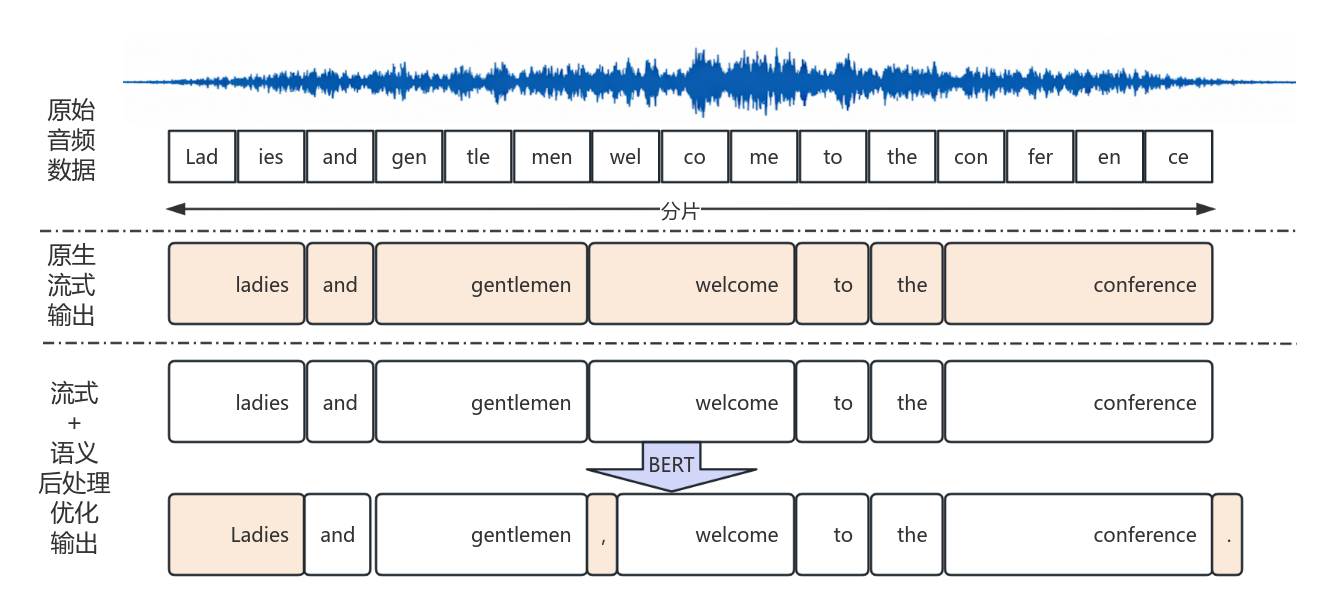 原始
音频
数据
Lad ies and gen tle men wel co me to the con fer en ce
分片
原生
流式
输出
ladies and gentlemen welcome to the conference
流式
+
语义
后处理
优化
输出
ladies and gentlemen welcome to the conference
BERT
Ladies and gentlemen , welcome to the conference .